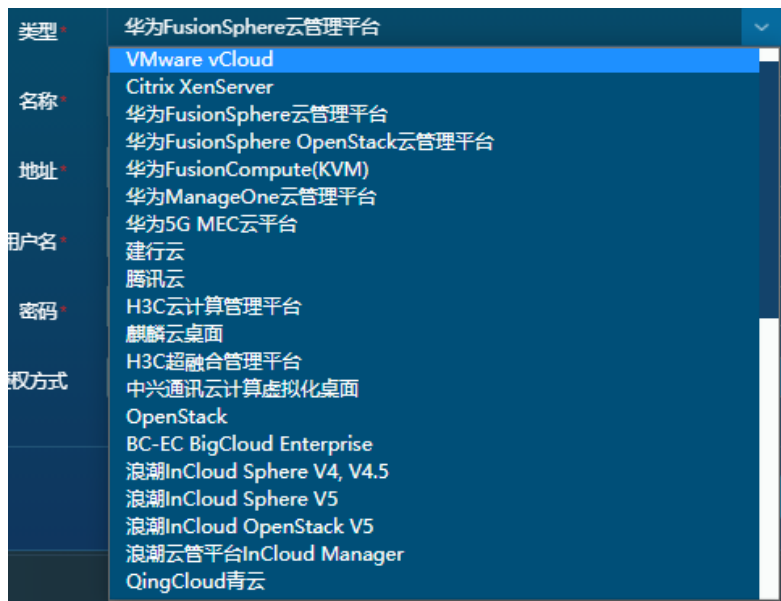 类型*
华为FusionSphere云管理平台
VMware vCloud
Citrix XenServer
名称*
华为FusionSphere云管理平台
华为FusionSphere OpenStack云管理平台
地址*
华为FusionCompute(KVM)
华为ManageOne云管理平台
华为5G MEC云平台
用户名*
建行云
腾讯云
密码*
H3C云计算管理平台
麒麟云桌面
H3C超融合管理平台
权方式
中兴通讯云计算虚拟化桌面
OpenStack
BC-EC BigCloud Enterprise
浪潮InCloud Sphere V4, V4.5
浪潮InCloud Sphere V5
浪潮InCloud OpenStack V5
浪潮云管平台InCloud Manager
QingCloud青云